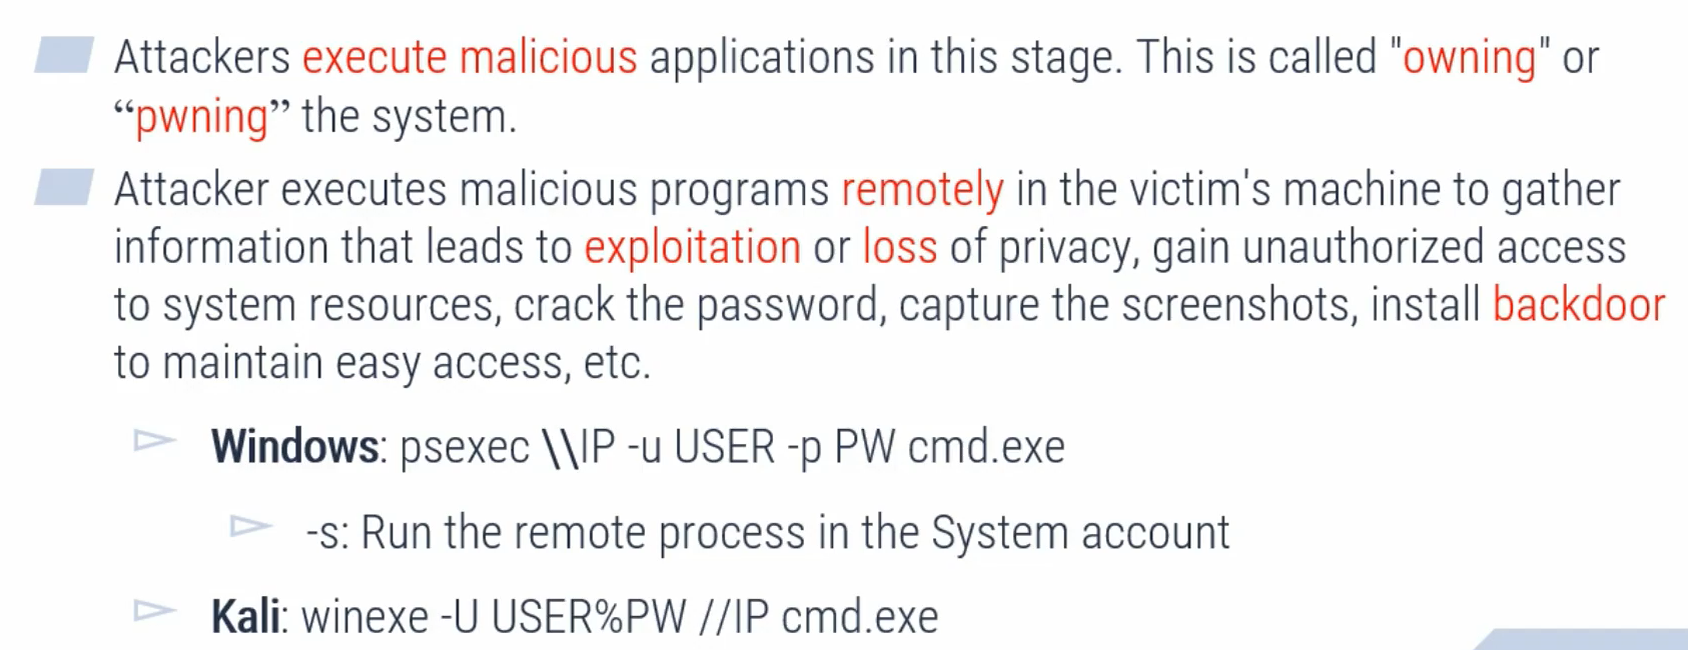 Attackers execute malicious applications in this stage. This is called "owning" or
“pwning” the system.
Attacker executes malicious programs remotely in the victim's machine to gather
information that leads to exploitation or loss of privacy, gain unauthorized access
to system resources, crack the password, capture the screenshots, install backdoor
to maintain easy access, etc.
Windows: psexec \\IP -u USER -p PW cmd.exe
-s: Run the remote process in the System account
Kali: winexe -U USER%PW //IP cmd.exe